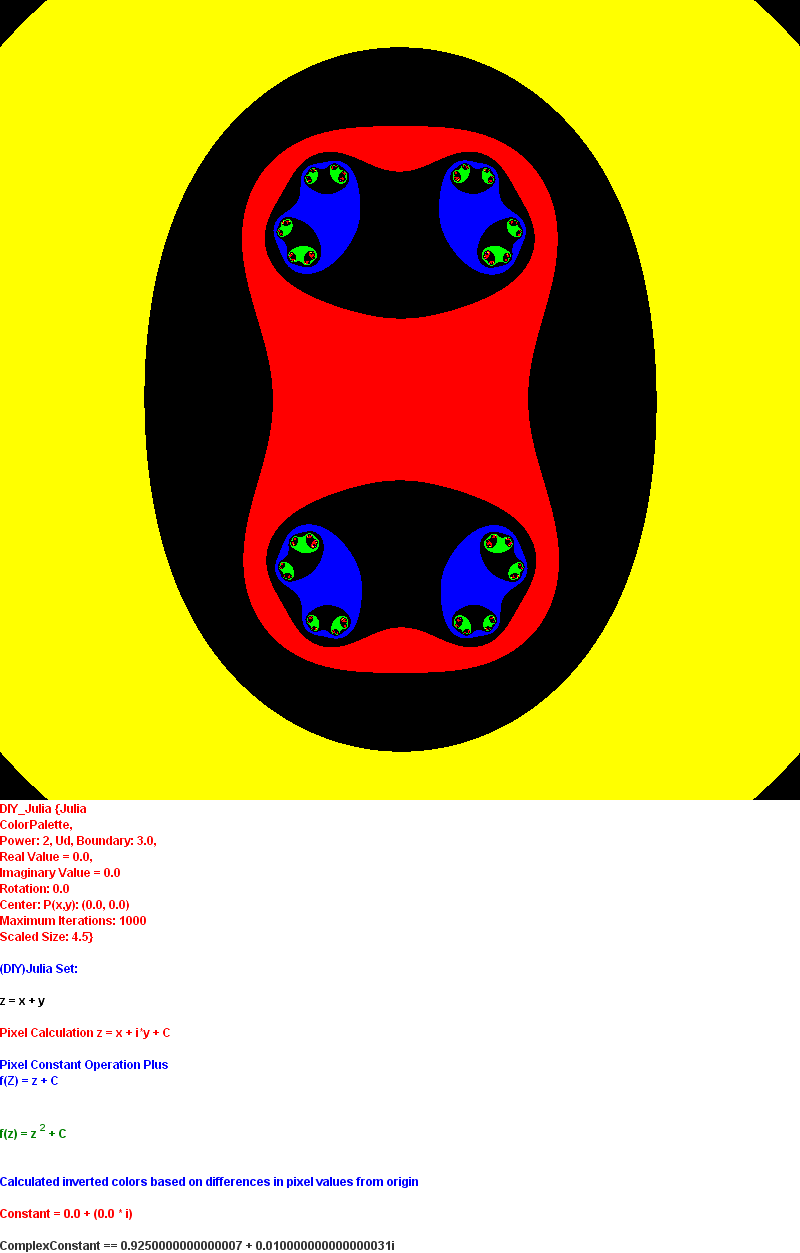 DIY_Julia {Julia
ColorPalette,
Power: 2, Ud, Boundary: 3.0,
Real Value = 0.0,
Imaginary Value = 0.0
Rotation: 0.0
Center: P(x,y): (0.0, 0.0)
Maximum Iterations: 1000
Scaled Size: 4.5}
(DIY)Julia Set:
z = x + y
Pixel Calculation z = x + i*y + C
Pixel Constant Operation Plus
f(Z) = z + C
f(z) = z ² + C
Calculated inverted colors based on differences in pixel values from origin
Constant = 0.0 + (0.0 * i)
ComplexConstant == 0.9250000000000007 + 0.010000000000000031i